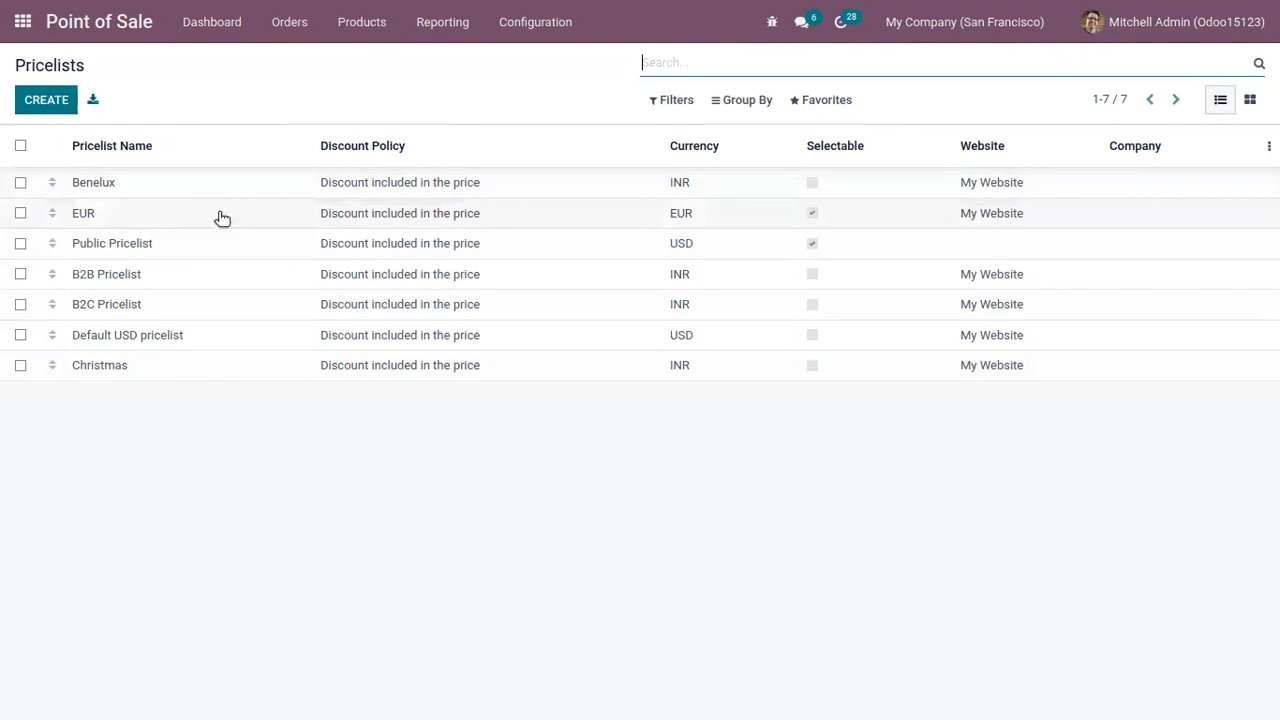 Point of Sale Dashboard Orders Products Reporting Configuration 6 28 My Company (San Francisco) Mitchell Admin (Odoo15123)
Pricelists Search...
CREATE Filters Group By Favorites 1-7 / 7
Pricelist Name Discount Policy Currency Selectable Website Company
Benelux Discount included in the price INR My Website
EUR Discount included in the price EUR My Website
Public Pricelist Discount included in the price USD
B2B Pricelist Discount included in the price INR My Website
B2C Pricelist Discount included in the price INR My Website
Default USD pricelist Discount included in the price USD My Website
Christmas Discount included in the price INR My Website